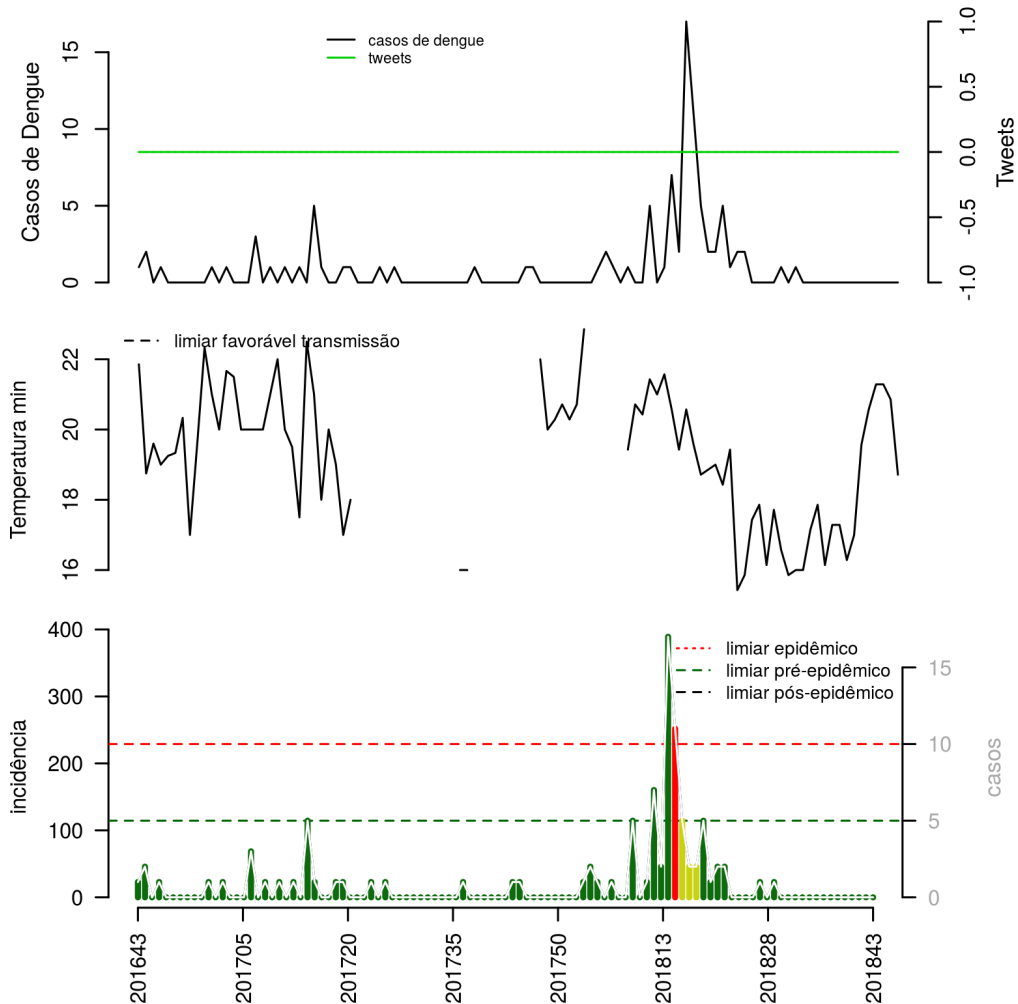 casos de dengue
tweets
Casos de Dengue
0
5
10
15
Tweets
-1.0
-0.5
0.0
0.5
1.0
limiar favorável transmissão
Temperatura min
16
18
20
22
limiar epidêmico
limiar pré-epidêmico
limiar pós-epidêmico
incidência
0
100
200
300
400
casos
0
5
10
15
201643
201705
201720
201735
201750
201813
201828
201843